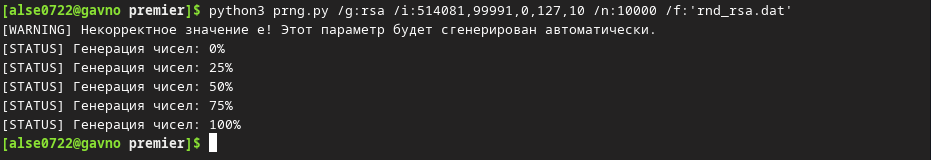 [alse0722@gavno premier]$ python3 prng.py /g:rsa /i:514081,99991,0,127,10 /n:10000 /f:'rnd_rsa.dat'
[WARNING] Некорректное значение e! Этот параметр будет сгенерирован автоматически.
[STATUS] Генерация чисел: 0%
[STATUS] Генерация чисел: 25%
[STATUS] Генерация чисел: 50%
[STATUS] Генерация чисел: 75%
[STATUS] Генерация чисел: 100%
[alse0722@gavno premier]$